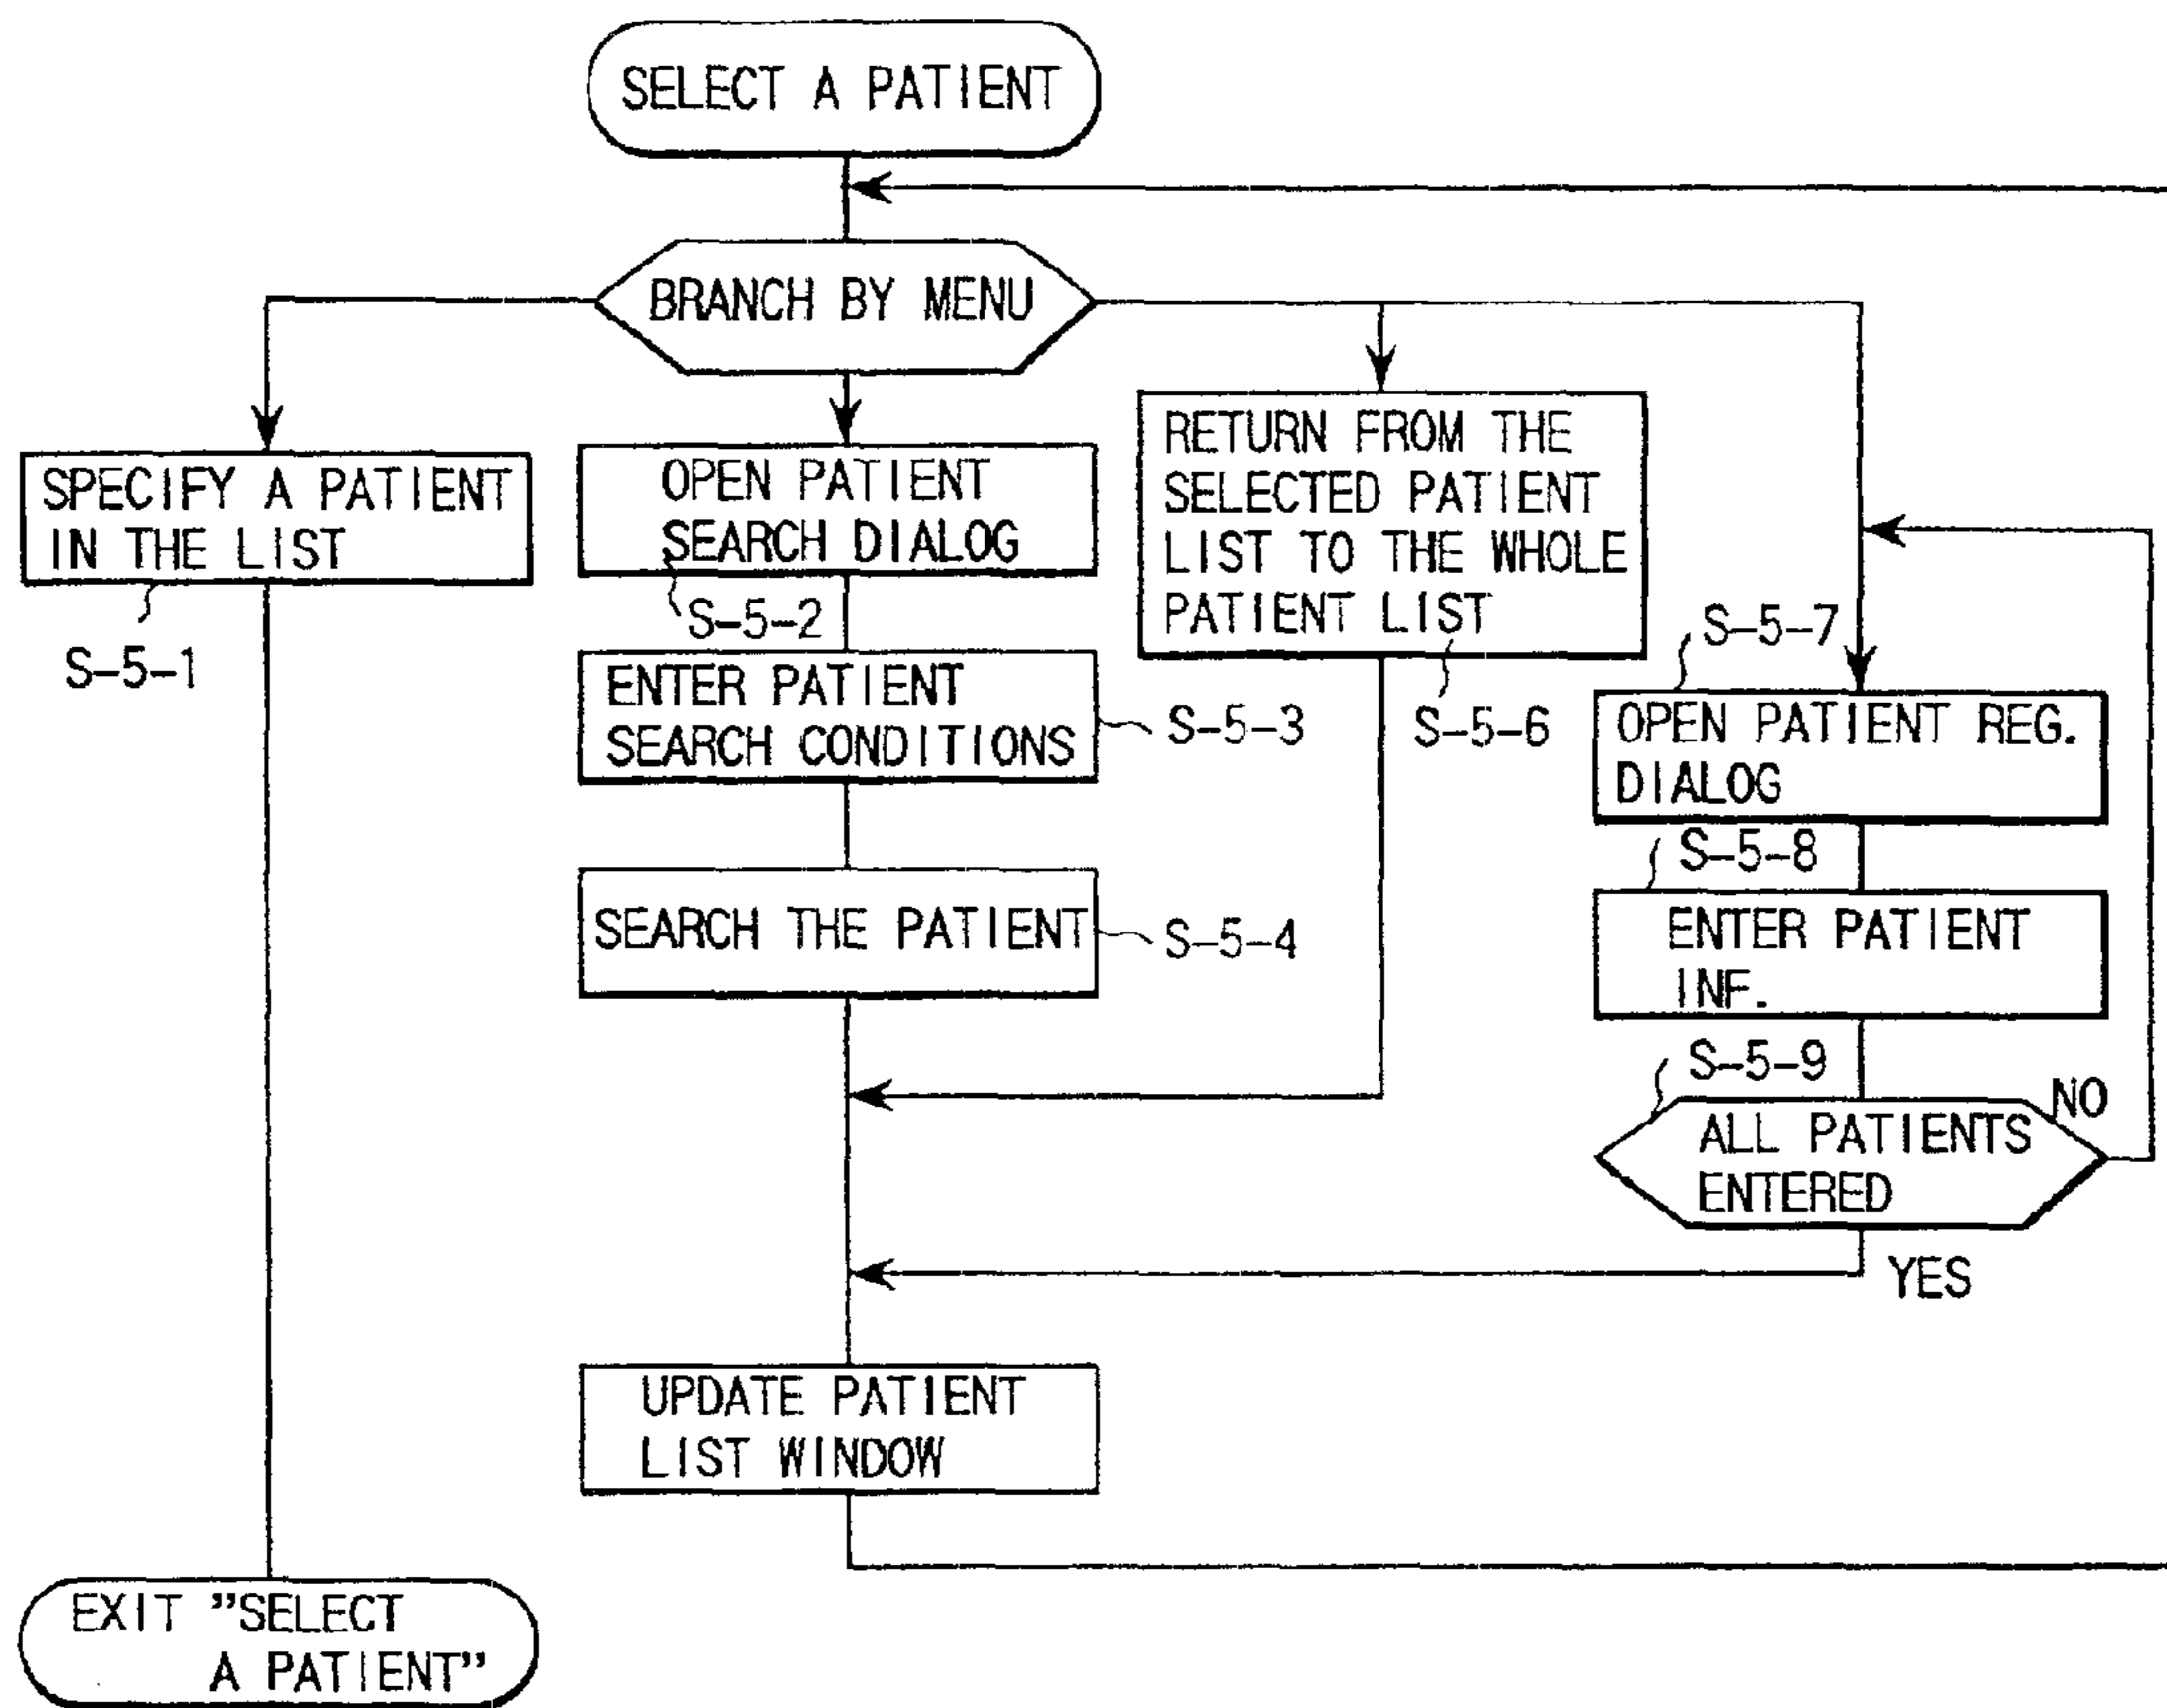 SELECT A PATIENT
BRANCH BY MENU
SPECIFY A PATIENT
IN THE LIST
S-5-1
OPEN PATIENT
SEARCH DIALOG
S-5-2
ENTER PATIENT
SEARCH CONDITIONS
S-5-3
SEARCH THE PATIENT
S-5-4
RETURN FROM THE
SELECTED PATIENT
LIST TO THE WHOLE
PATIENT LIST
S-5-6
S-5-7
OPEN PATIENT REG.
DIALOG
S-5-8
ENTER PATIENT
INF.
S-5-9
ALL PATIENTS
ENTERED
NO
YES
UPDATE PATIENT
LIST WINDOW
EXIT "SELECT
A PATIENT"